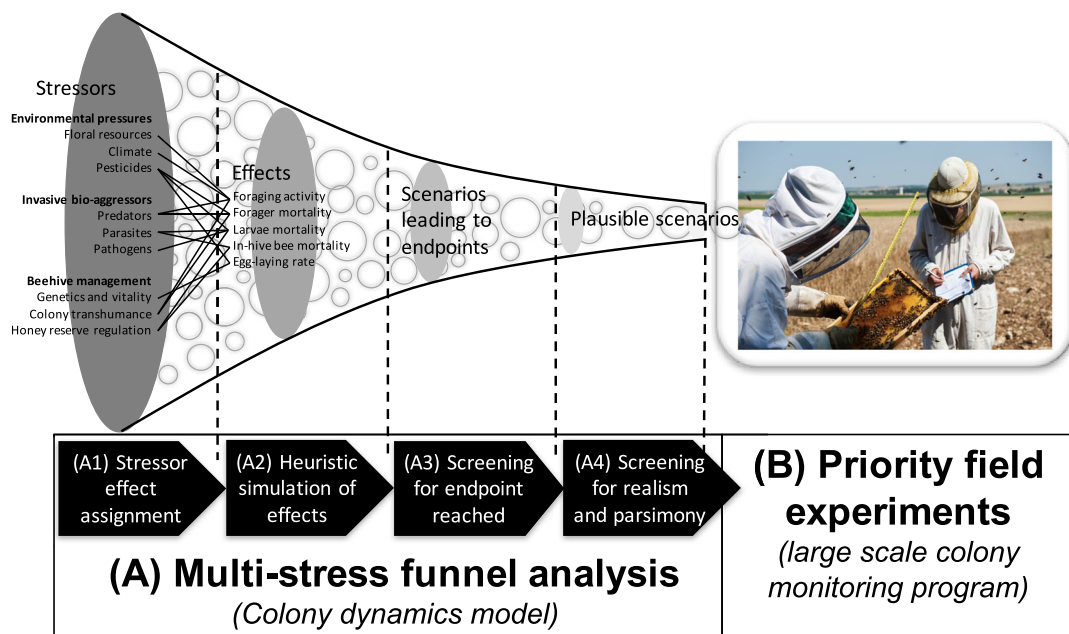 Stressors
Environmental pressures
Floral resources
Climate
Pesticides
Invasive bio-aggressors
Predators
Parasites
Pathogens
Beehive management
Genetics and vitality
Colony transhumance
Honey reserve regulation
Effects
Foraging activity
Forager mortality
Larvae mortality
In-hive bee mortality
Egg-laying rate
Scenarios
leading to
endpoints
Plausible scenarios
(A1) Stressor
effect
assignment
(A2) Heuristic
simulation of
effects
(A3) Screening
for endpoint
reached
(A4) Screening
for realism
and parsimony
(A) Multi-stress funnel analysis
(Colony dynamics model)
(B) Priority field
experiments
(large scale colony
monitoring program)